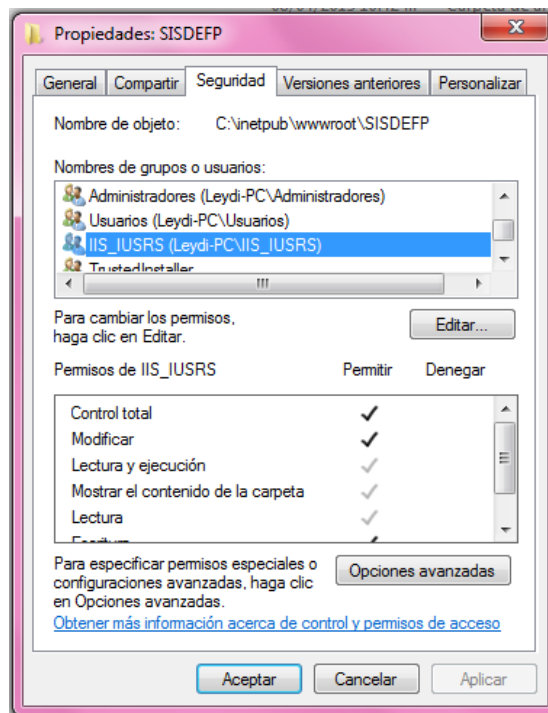 Propiedades: SISDEFP
General Compartir Seguridad Versiones anteriores Personalizar
Nombre de objeto: C:\inetpub\wwwroot\SISDEFP
Nombres de grupos o usuarios:
Administradores (Leydi-PC\Administradores)
Usuarios (Leydi-PC\Usuarios)
IIS_IUSRS (Leydi-PC\IIS_IUSRS)
TrustedInstaller
Para cambiar los permisos,
haga clic en Editar.
Editar...
Permisos de IIS_IUSRS Permitir Denegar
Control total
Modificar
Lectura y ejecución
Mostrar el contenido de la carpeta
Lectura
Escritura
Para especificar permisos especiales o
configuraciones avanzadas, haga clic
en Opciones avanzadas.
Opciones avanzadas
Obtener más información acerca de control y permisos de acceso
Aceptar Cancelar Aplicar